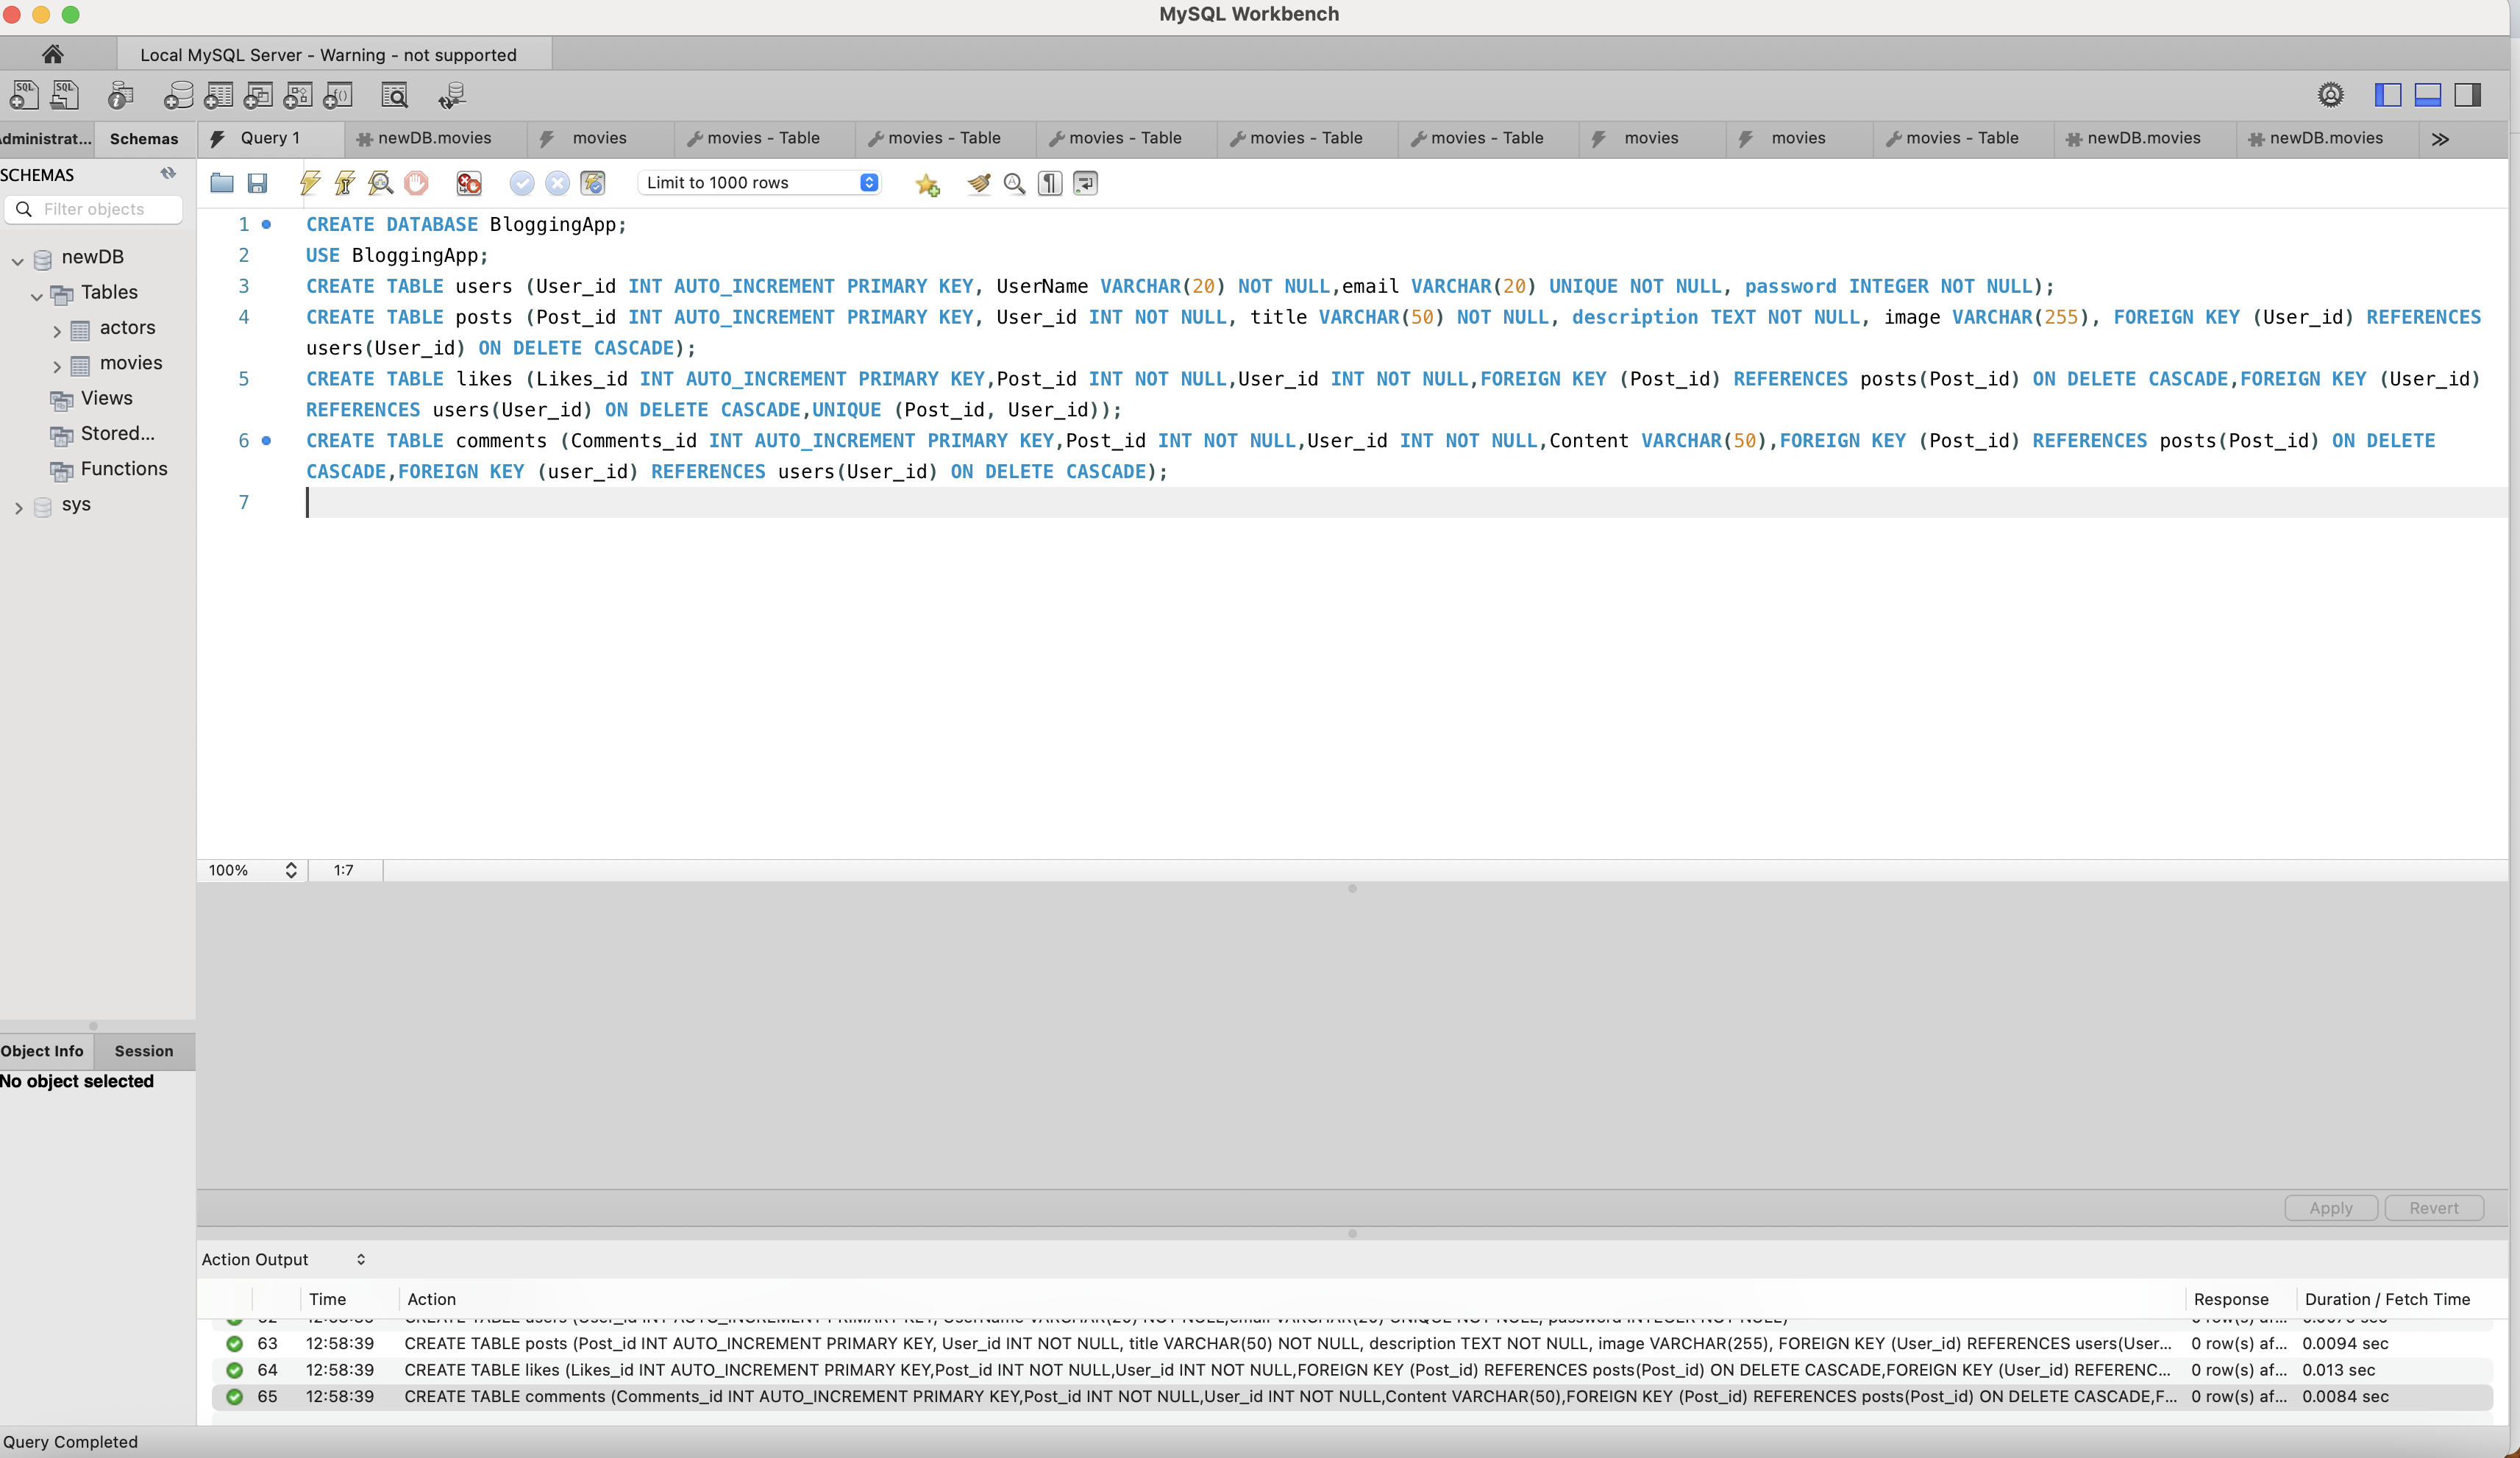 MySQL Workbench
Local MySQL Server - Warning - not supported
Administrat... Schemas Query 1 newDB.movies movies movies - Table movies - Table movies - Table movies - Table movies - Table movies movies movies - Table newDB.movies newDB.movies
SCHEMAS
Limit to 1000 rows
Filter objects
newDB
Tables
actors
movies
Views
Stored...
Functions
sys
1 CREATE DATABASE BloggingApp;
2 USE BloggingApp;
3 CREATE TABLE users (User_id INT AUTO_INCREMENT PRIMARY KEY, UserName VARCHAR(20) NOT NULL,email VARCHAR(20) UNIQUE NOT NULL, password INTEGER NOT NULL);
4 CREATE TABLE posts (Post_id INT AUTO_INCREMENT PRIMARY KEY, User_id INT NOT NULL, title VARCHAR(50) NOT NULL, description TEXT NOT NULL, image VARCHAR(255), FOREIGN KEY (User_id) REFERENCES
users(User_id) ON DELETE CASCADE);
5 CREATE TABLE likes (Likes_id INT AUTO_INCREMENT PRIMARY KEY,Post_id INT NOT NULL,User_id INT NOT NULL,FOREIGN KEY (Post_id) REFERENCES posts(Post_id) ON DELETE CASCADE,FOREIGN KEY (User_id)
REFERENCES users(User_id) ON DELETE CASCADE,UNIQUE (Post_id, User_id));
6 CREATE TABLE comments (Comments_id INT AUTO_INCREMENT PRIMARY KEY,Post_id INT NOT NULL,User_id INT NOT NULL,Content VARCHAR(50),FOREIGN KEY (Post_id) REFERENCES posts(Post_id) ON DELETE
CASCADE,FOREIGN KEY (user_id) REFERENCES users(User_id) ON DELETE CASCADE);
7
100% 1:7
Object Info Session
No object selected
Apply Revert
Action Output
Time Action Response Duration / Fetch Time
63 12:58:39 CREATE TABLE posts (Post_id INT AUTO_INCREMENT PRIMARY KEY, User_id INT NOT NULL, title VARCHAR(50) NOT NULL, description TEXT NOT NULL, image VARCHAR(255), FOREIGN KEY (User_id) REFERENCES users(User... 0 row(s) af... 0.0094 sec
64 12:58:39 CREATE TABLE likes (Likes_id INT AUTO_INCREMENT PRIMARY KEY,Post_id INT NOT NULL,User_id INT NOT NULL,FOREIGN KEY (Post_id) REFERENCES posts(Post_id) ON DELETE CASCADE,FOREIGN KEY (User_id) REFERENC... 0 row(s) af... 0.013 sec
65 12:58:39 CREATE TABLE comments (Comments_id INT AUTO_INCREMENT PRIMARY KEY,Post_id INT NOT NULL,User_id INT NOT NULL,Content VARCHAR(50),FOREIGN KEY (Post_id) REFERENCES posts(Post_id) ON DELETE CASCADE,F... 0 row(s) af... 0.0084 sec
Query Completed